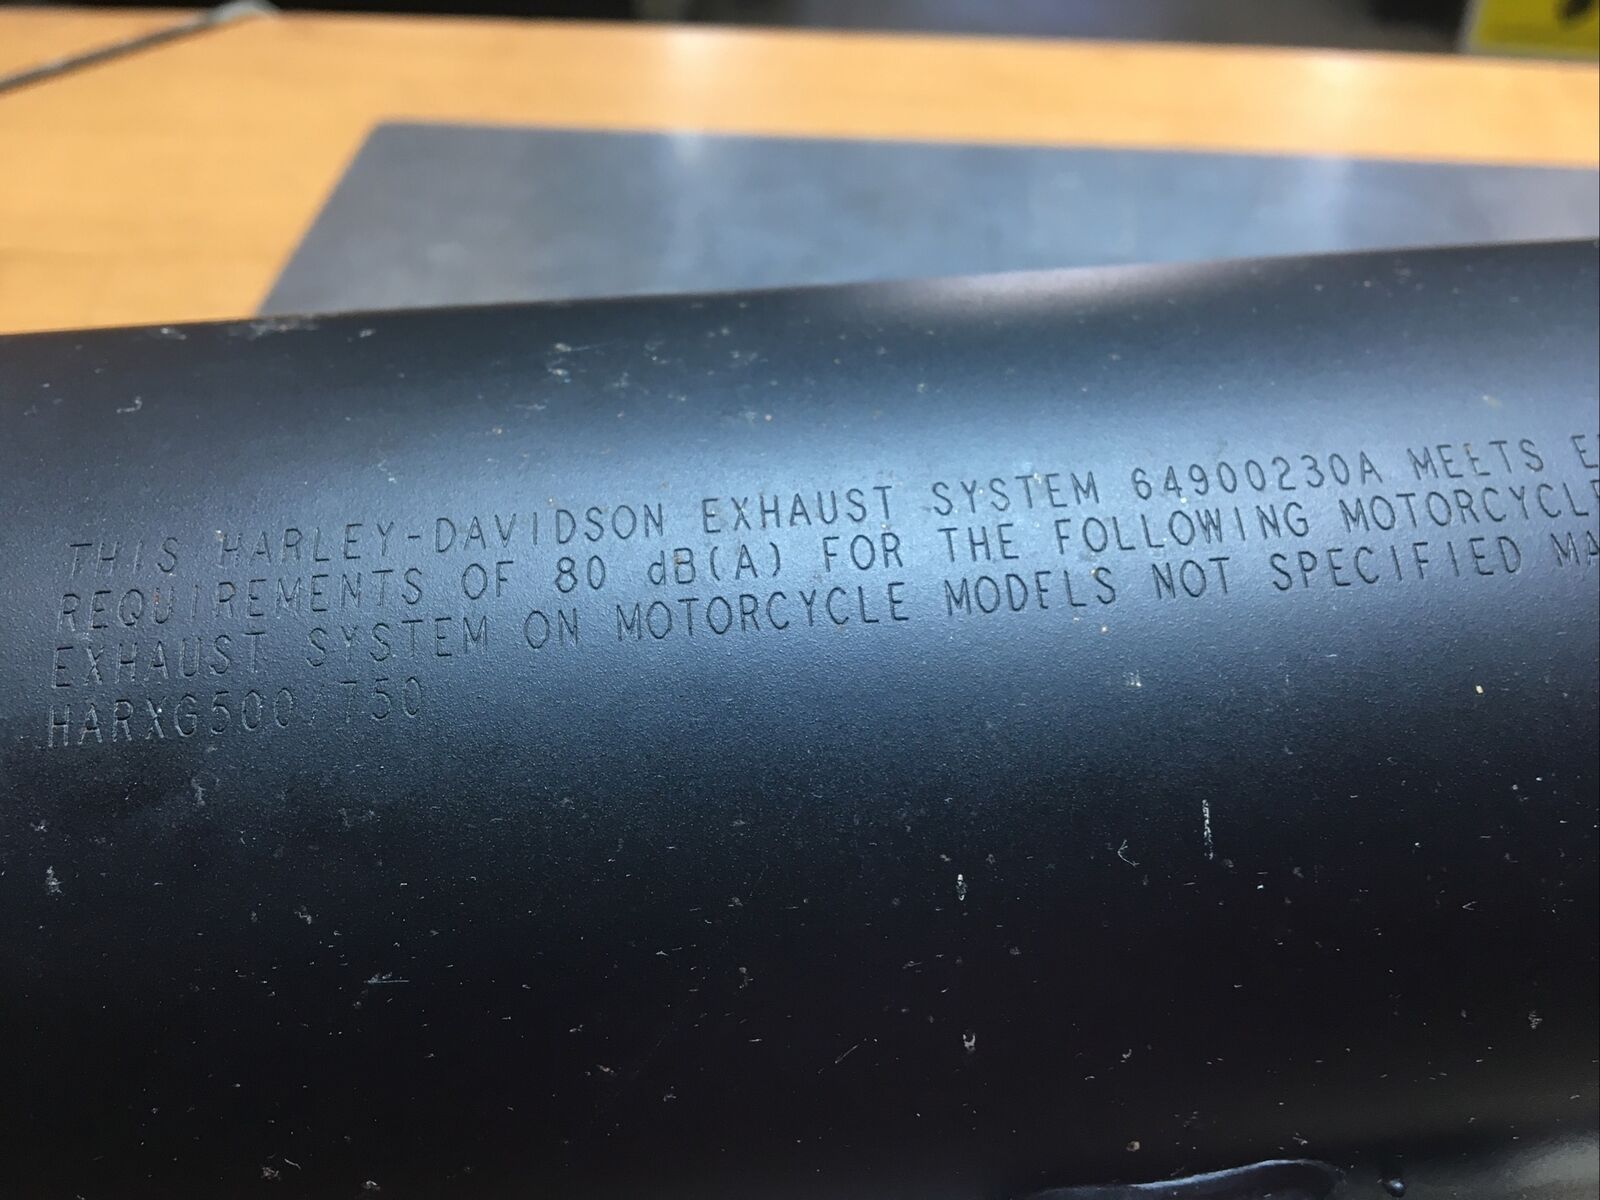 THIS HARLEY-DAVIDSON EXHAUST SYSTEM 64900230A MEETS
REQUIREMENTS OF 80 dB(A) FOR THE FOLLOWING MOTORCYCLE
EXHAUST SYSTEM ON MOTORCYCLE MODELS NOT SPECIFIED
HARXG500/750